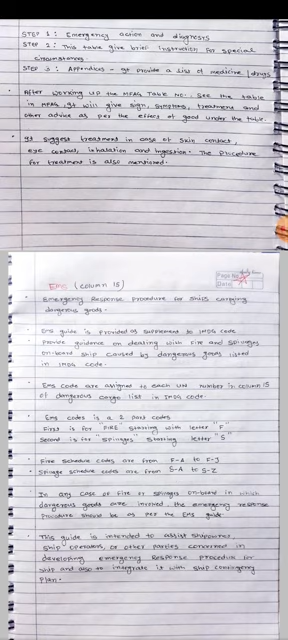 STEP 1 : Emergency action and diagnosis
STEP 2 : This table give brief instruction for special
circumstances.
STEP 3 : Appendices - It provide a list of medicine / drugs
• After working up the MFAG Table No. See the table
in MFAG, It will give sign, symptoms, treatment and
other advice as per the effect of good under the table.
• It suggest treatment in case of skin contact,
eye contact, inhalation and ingestion. The procedure
for treatment is also mentioned.
Page No.
Date
EMS (column 15)
• Emergency Response Procedure for ships carrying
dangerous goods.
• EMS guide is provided as supplement to IMDG code
• Provide guidance on dealing with fire and spillages
on-board ship caused by dangerous goods listed
in IMDG code.
• EMS code are assigned to each UN number in column 15
of dangerous cargo list in IMDG code.
• EMS codes is a 2 part codes
First is for "FIRE" starting with letter "F"
Second is for "spillages" starting letter "S"
• Fire schedule codes are from F-A to F-J
• Spillage schedule codes are from S-A to S-Z
• In any case of fire or spillages on-board in which
dangerous goods are involved, the emergency response
procedure should be as per the EMS guide
• This guide is intended to assist shipowner,
ship operators, or other parties concerned in
developing emergency response procedure for
ship and also to integrate it with ship contingency
plan.